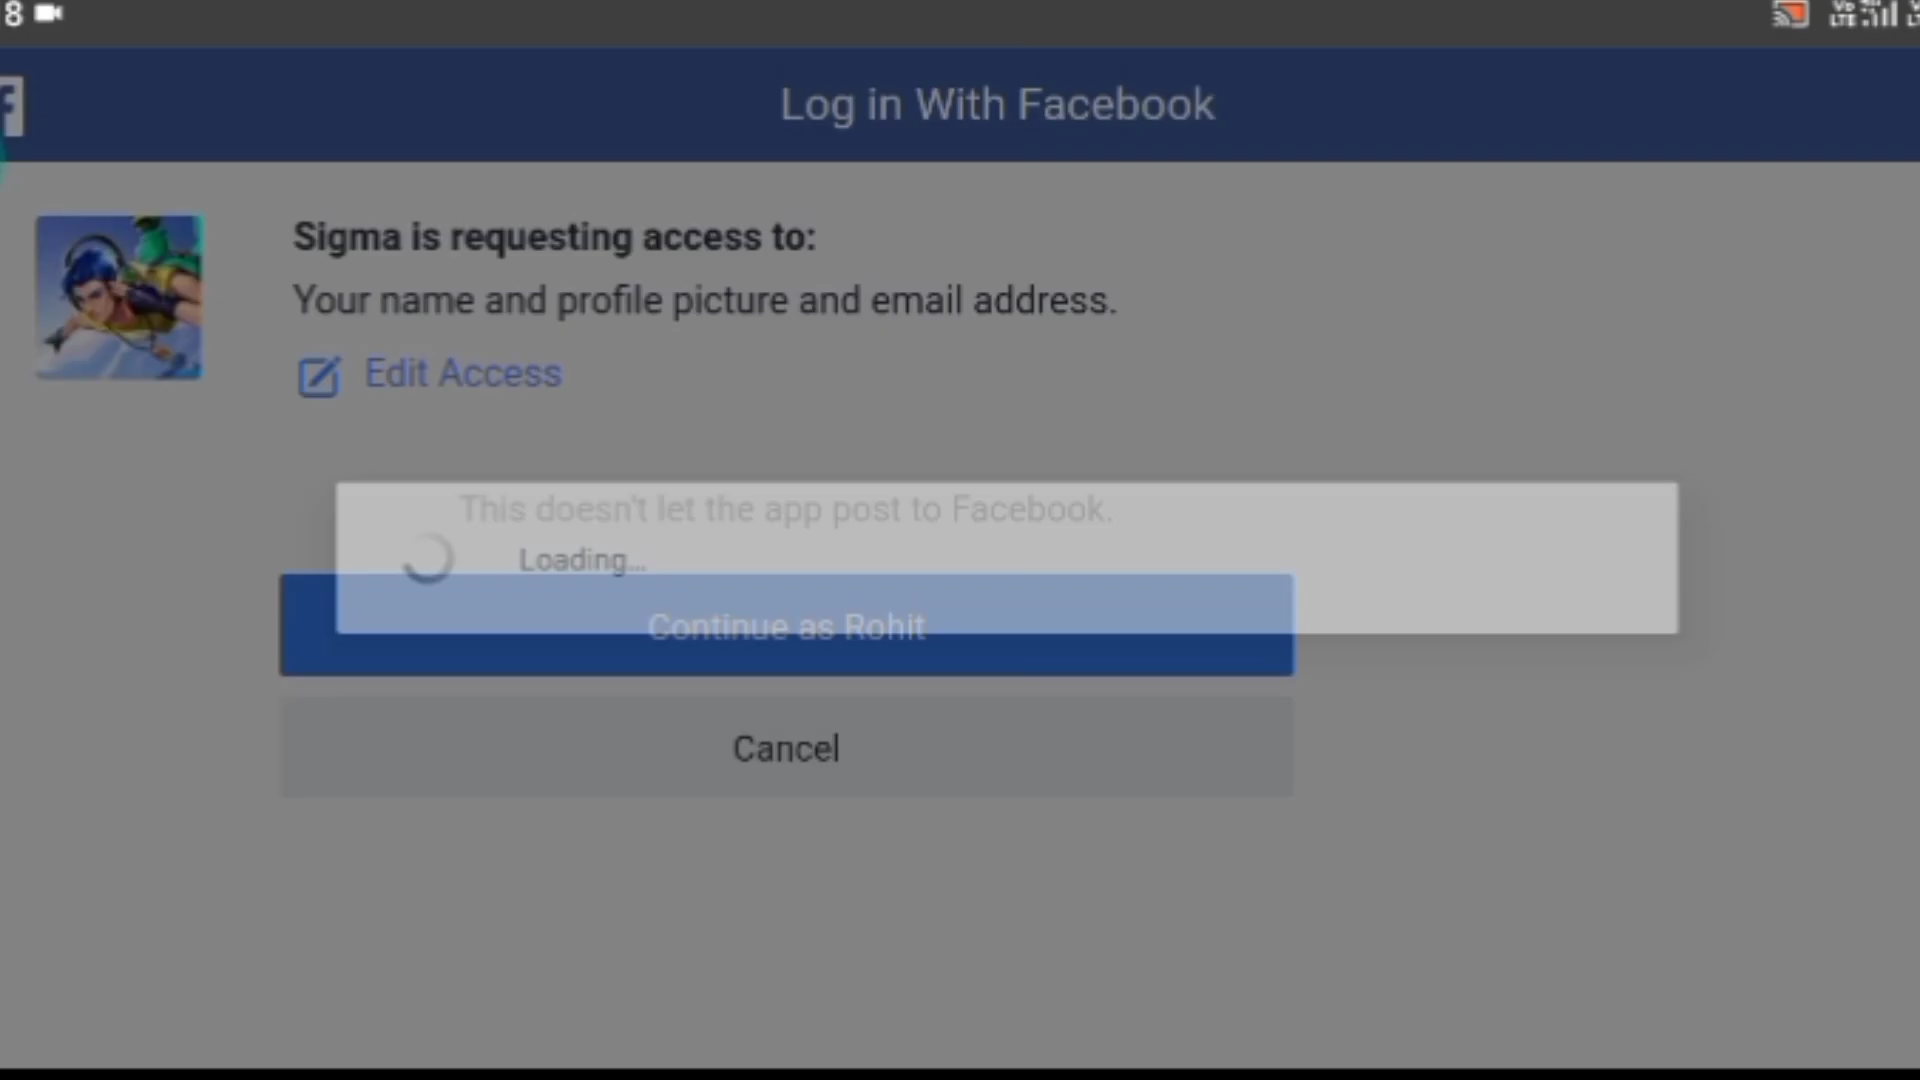 8
Log in With Facebook
Sigma is requesting access to:
Your name and profile picture and email address.
Edit Access
This doesn't let the app post to Facebook.
Loading...
Continue as Rohit
Cancel